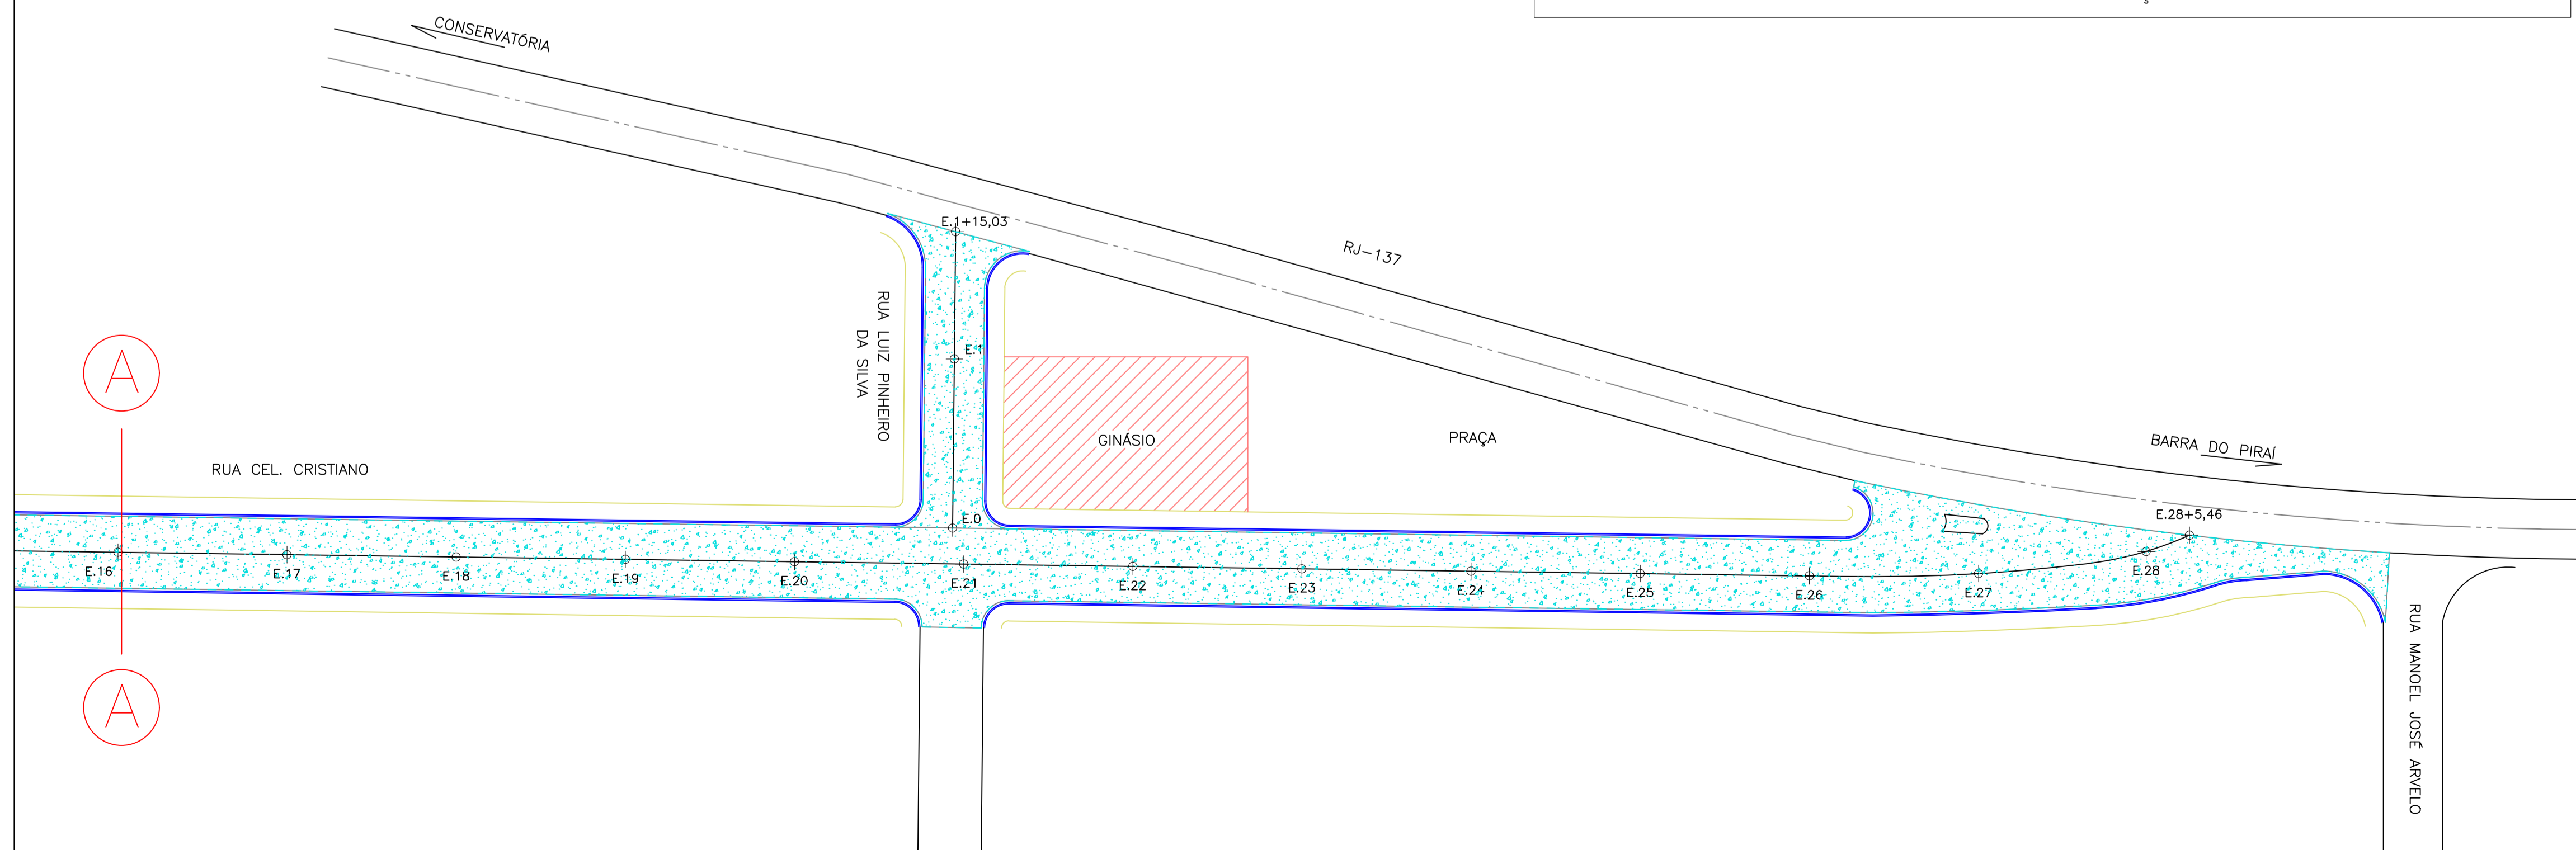 CONSERVATÓRIA
E.1+15,03
RJ-137
RUA LUIZ PINHEIRO
DA SILVA
E.1
A
GINÁSIO
PRAÇA
BARRA DO PIRAÍ
RUA CEL. CRISTIANO
E.0
E.28+5,46
E.16
E.17
E.18
E.19
E.20
E.21
E.22
E.23
E.24
E.25
E.26
E.27
E.28
RUA MANOEL JOSÉ ARVELO
A